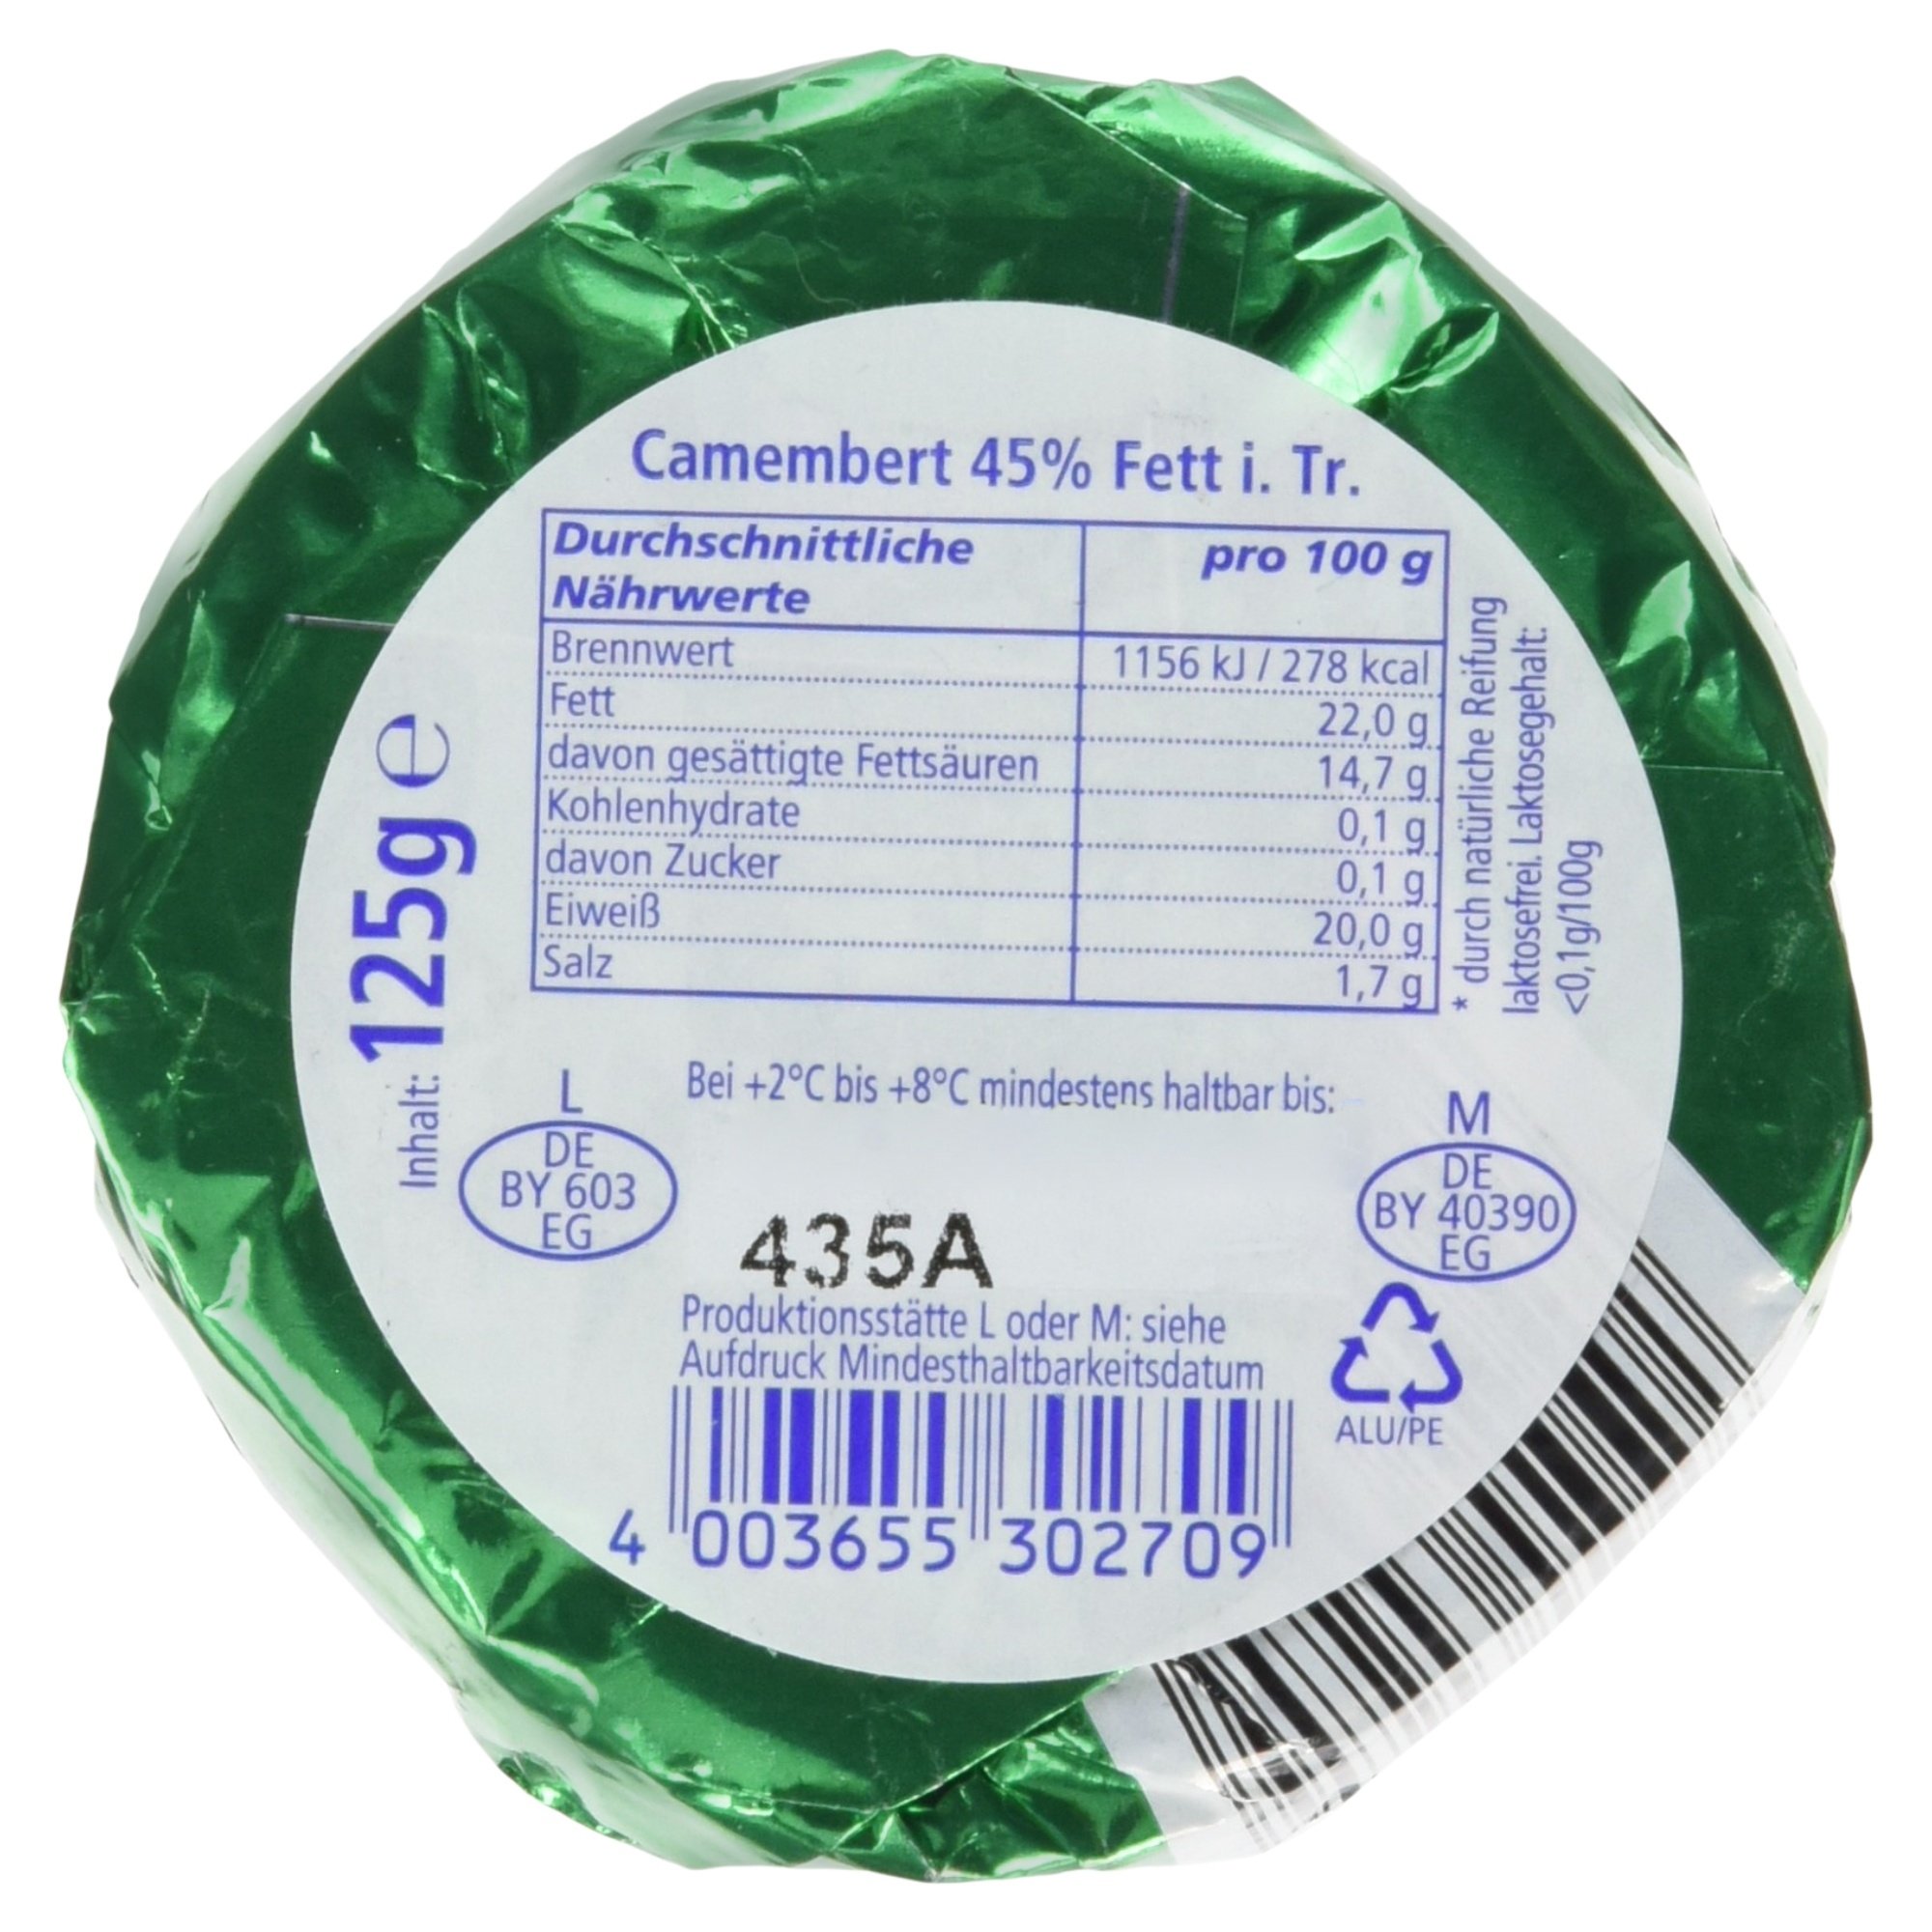 Camembert 45% Fett i. Tr.
Durchschnittliche
Nährwerte
pro 100 g
Brennwert 1156 kJ / 278 kcal
Fett 22,0 g
davon gesättigte Fettsäuren 14,7 g
Kohlenhydrate 0,1 g
davon Zucker 0,1 g
Eiweiß 20,0 g
Salz 1,7 g
* durch natürliche Reifung
laktosefrei. Laktosegehalt:
<0,1g/100g
Inhalt: 125g e
Bei +2°C bis +8°C mindestens haltbar bis:
L
DE
BY 603
EG
M
DE
BY 40390
EG
435A
Produktionsstätte L oder M: siehe
Aufdruck Mindesthaltbarkeitsdatum
ALU/PE
4 003655 302709